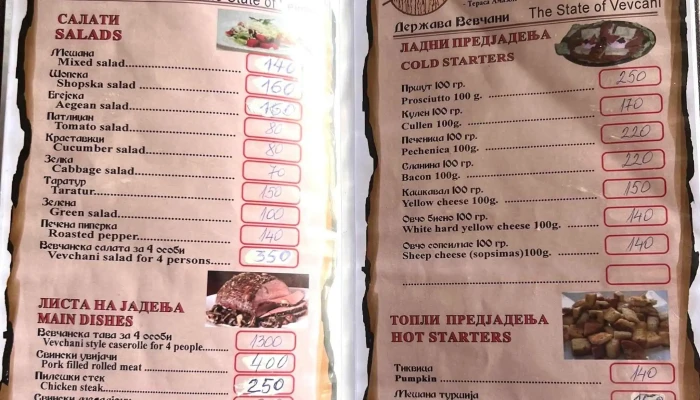 The State of V
САЛАТИ
SALADS
Мешана
Mixed salad 140
Шопска
Shopska salad 160
Егејска
Aegean salad 160
Патлиџан
Tomato salad 80
Краставици
Cucumber salad 80
Зелка
Cabbage salad 70
Таратур
Taratur 150
Зелена
Green salad 100
Печена пиперка
Roasted pepper 140
Вевчанска салата за 4 особи
Vevchani salad for 4 persons 350
ЛИСТА НА ЈАДЕЊА
MAIN DISHES
Вевчанска тава за 4 особи
Vevchani style caserolle for 4 people 1300
Свински увијачи
Pork filled rolled meat 400
Пилешки стек
Chicken steak 250
Свински
Држава Вевчани
The State of Vevcani
ЛАДНИ ПРЕДЈАДЕЊА
COLD STARTERS
Пршут 100 гр.
Prosciutto 100 g. 250
Кулен 100 гр.
Cullen 100g. 170
Печеница 100 гр.
Pechenica 100g. 220
Сланина 100 гр.
Bacon 100g. 220
Кашкавал 100 гр.
Yellow cheese 100g. 150
Овчо биено 100 гр.
White hard yellow cheese 100g. 140
Овчо сопсиглас 100 гр.
Sheep cheese (sopsimas)100g. 140
ТОПЛИ ПРЕДЈАДЕЊА
HOT STARTERS
Тиквица
Pumpkin 140
Мешана туршија
150